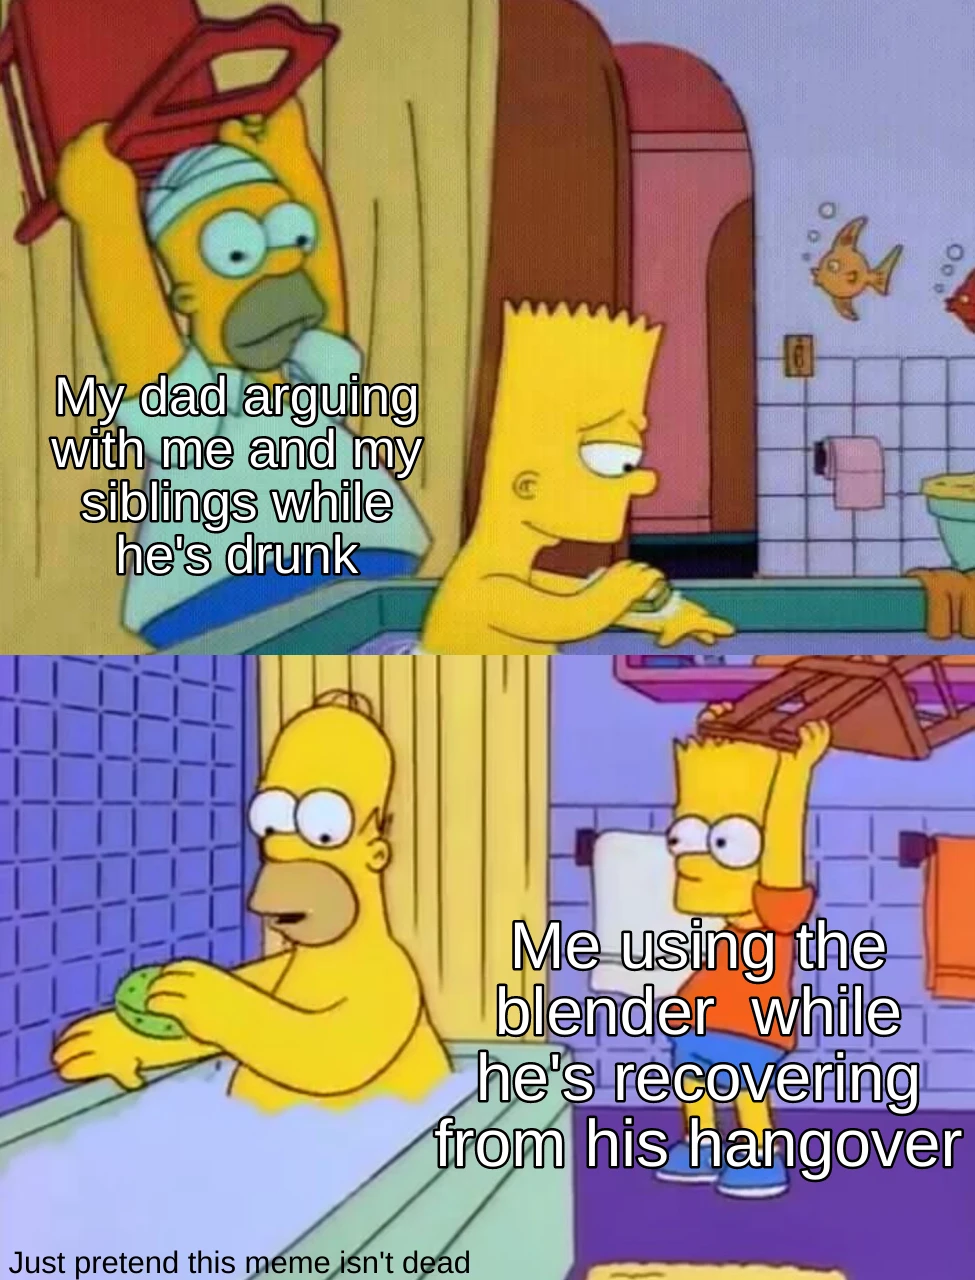 My dad arguing
with me and my
siblings while
he's drunk
Me using the
blender  while
he's recovering
from his hangover
Just pretend this meme isn't dead